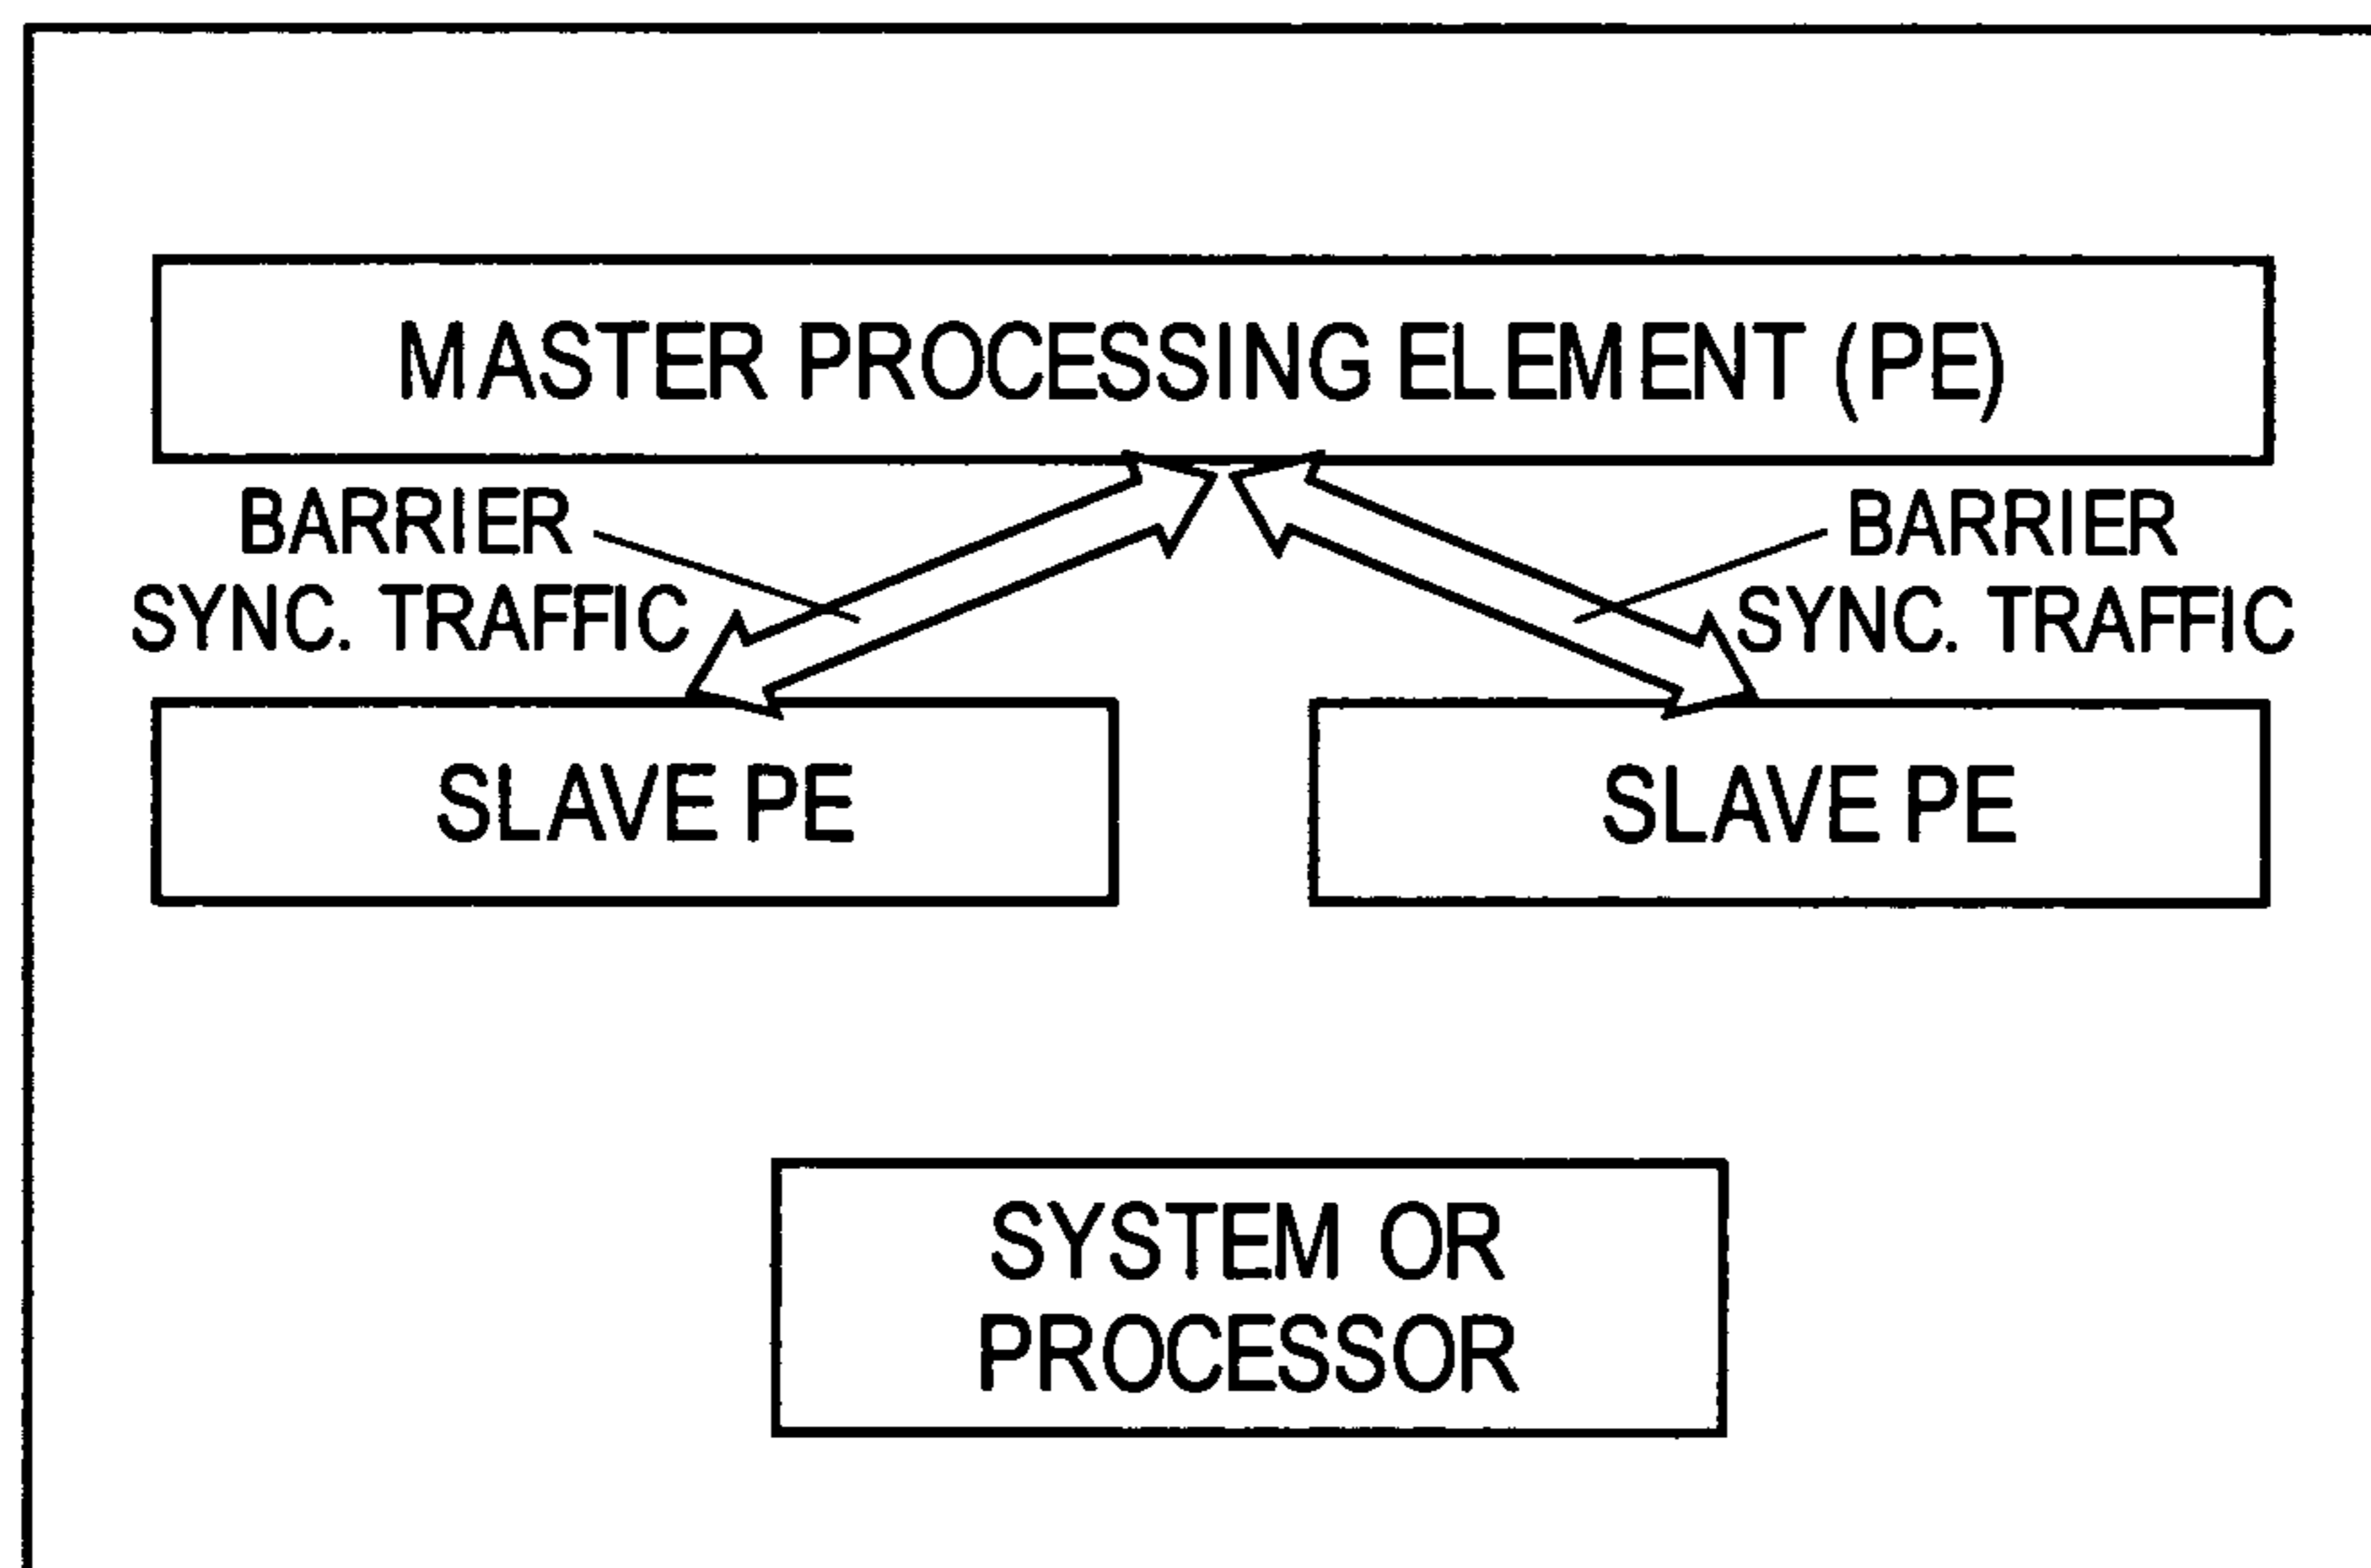 MASTER PROCESSING ELEMENT (PE)
BARRIER
SYNC. TRAFFIC
BARRIER
SYNC. TRAFFIC
SLAVE PE
SLAVE PE
SYSTEM OR
PROCESSOR